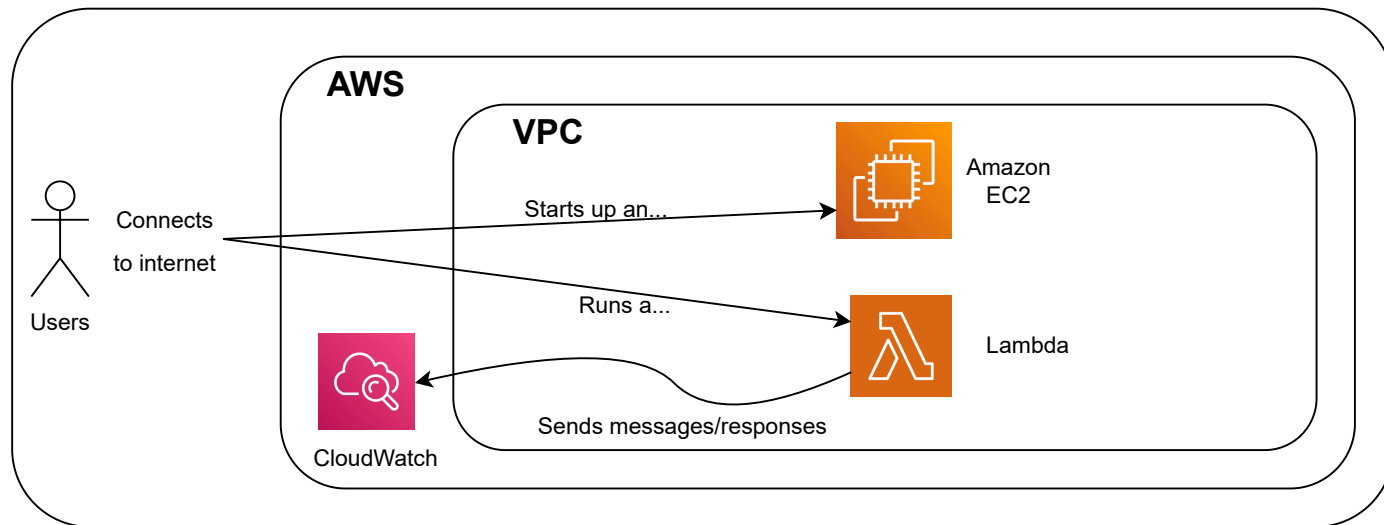 AWS
VPC
Amazon
EC2
Starts up an...
Connects
to internet
Users
Runs a...
Lambda
Sends messages/responses
CloudWatch